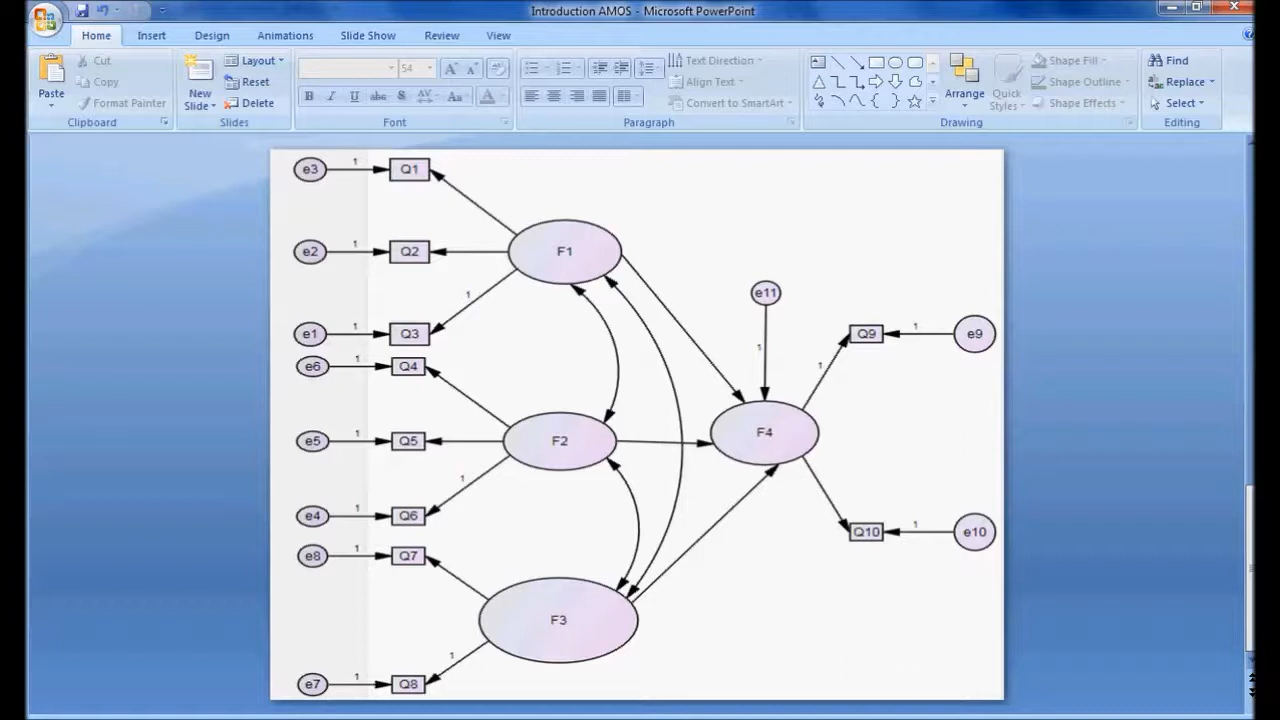 Introduction AMOS - Microsoft PowerPoint
Home Insert Design Animations Slide Show Review View
Paste
Cut
Copy
Format Painter
Clipboard
New Slide
Layout
Reset
Delete
Slides
54
B I U abc S AV Aa A
Font
Text Direction
Align Text
Convert to SmartArt
Paragraph
Arrange
Quick Styles
Shape Fill
Shape Outline
Shape Effects
Drawing
Find
Replace
Select
Editing
e3 1 Q1
e2 1 Q2 F1
1
e11
e1 1 Q3
1
Q9 1 e9
e6 1 Q4
1
F4
e5 1 Q5 F2
1
e4 1 Q6
Q10 1 e10
e8 1 Q7
F3
1
e7 1 Q8